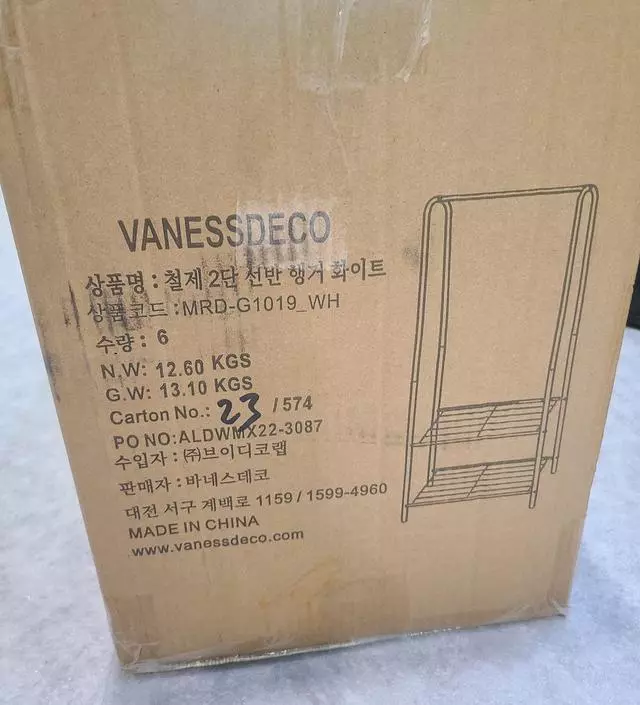 VANESSDECO
상품명 : 철제 2단 선반 행거 화이트
상품코드 : MRD-G1019_WH
수량 : 6
N.W: 12.60 KGS
G.W: 13.10 KGS
Carton No.: 23 / 574
PO NO:ALDWMX22-3087
수입자 : ㈜브이디코랩
판매자 : 바네스데코
대전 서구 계백로 1159 / 1599-4960
MADE IN CHINA
www.vanessdeco.com